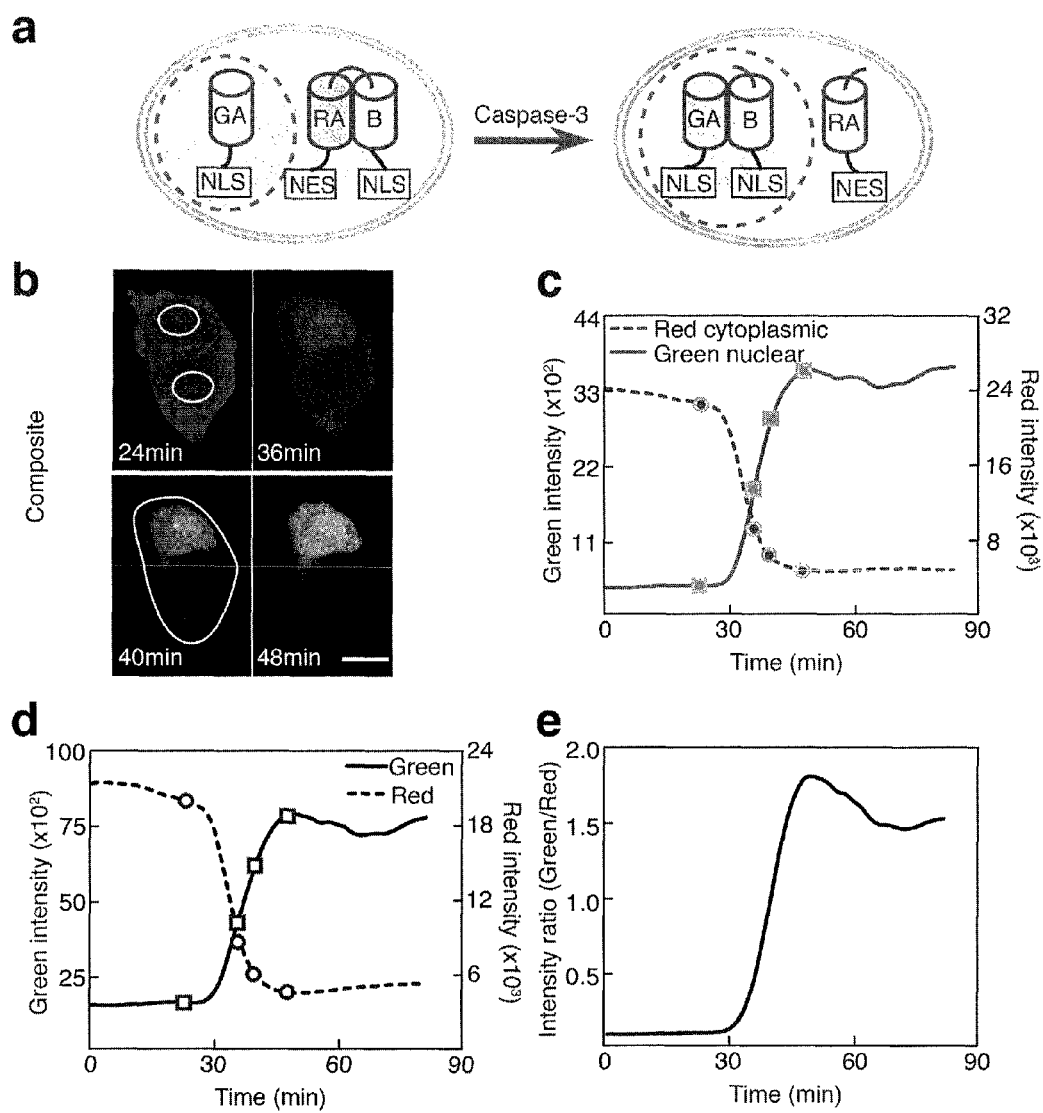 a
GA
RA
B
NLS
NES
NLS
Caspase-3
GA
B
RA
NLS
NLS
NES
b
Composite
24min
36min
40min
48min
c
Red cytoplasmic
Green nuclear
Green intensity (x10²)
44
33
22
11
Red intensity (x10³)
32
24
16
8
0
30
60
90
Time (min)
d
Green
Red
Green intensity (x10²)
100
75
50
25
Red intensity (x10³)
24
18
12
6
0
30
60
90
Time (min)
e
Intensity ratio (Green/Red)
2.0
1.5
1.0
0.5
0
30
60
90
Time (min)